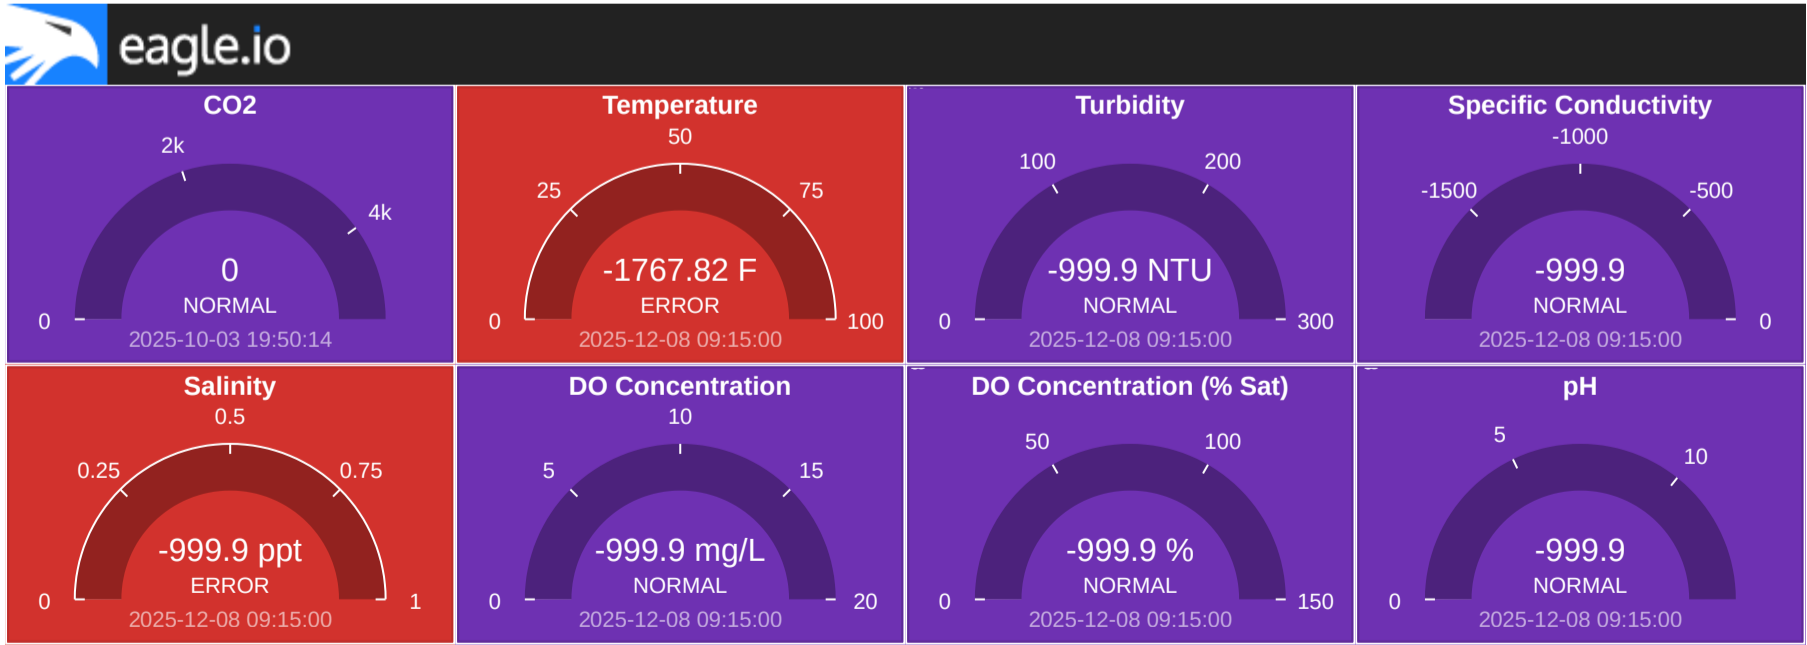 eagle.io
CO2
2k
4k
0
NORMAL
0
2025-10-03 19:50:14
Temperature
50
25
75
-1767.82 F
ERROR
0
100
2025-12-08 09:15:00
Turbidity
100
200
-999.9 NTU
NORMAL
0
300
2025-12-08 09:15:00
Specific Conductivity
-1000
-1500
-500
-999.9
NORMAL
0
2025-12-08 09:15:00
Salinity
0.5
0.25
0.75
-999.9 ppt
ERROR
0
1
2025-12-08 09:15:00
DO Concentration
10
5
15
-999.9 mg/L
NORMAL
0
20
2025-12-08 09:15:00
DO Concentration (% Sat)
50
100
-999.9 %
NORMAL
0
150
2025-12-08 09:15:00
pH
5
10
-999.9
NORMAL
0
2025-12-08 09:15:00